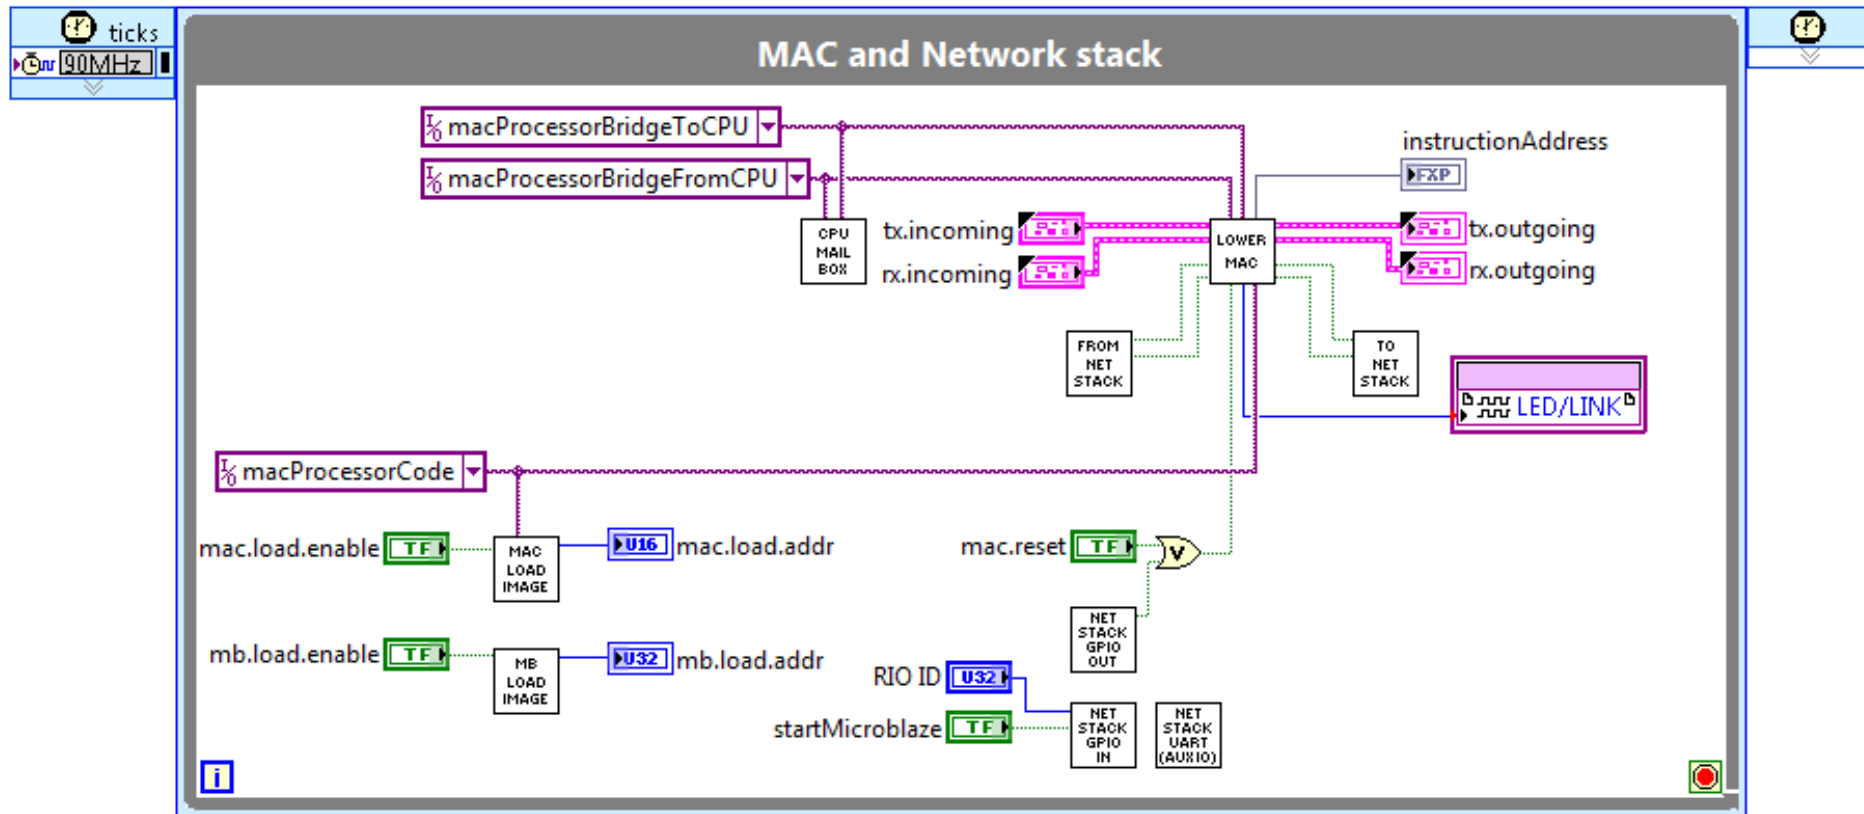 ticks
90MHz
MAC and Network stack
I/O macProcessorBridgeToCPU
I/O macProcessorBridgeFromCPU
instructionAddress
FXP
CPU
MAIL
BOX
tx.incoming
rx.incoming
LOWER
MAC
tx.outgoing
rx.outgoing
FROM
NET
STACK
TO
NET
STACK
LED/LINK
I/O macProcessorCode
mac.load.enable
TF
MAC
LOAD
IMAGE
U16
mac.load.addr
mac.reset
TF
V
mb.load.enable
TF
MB
LOAD
IMAGE
U32
mb.load.addr
NET
STACK
GPIO
OUT
RIO ID
U32
startMicroblaze
TF
NET
STACK
GPIO
IN
NET
STACK
UART
(AUXIO)
i